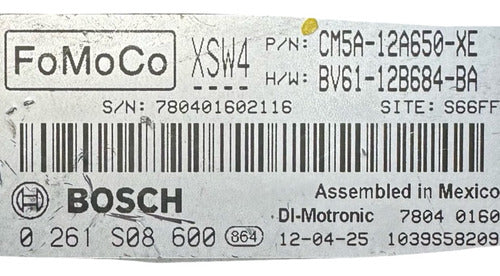 FoMoCo XSW4 P/N: CM5A-12A650-XE
H/W: BV61-12B684-BA
S/N: 780401602116 SITE: S66FF
BOSCH Assembled in Mexico
DI-Motronic 7804 0160
0 261 S08 600 864 12-04-25 1039S58209